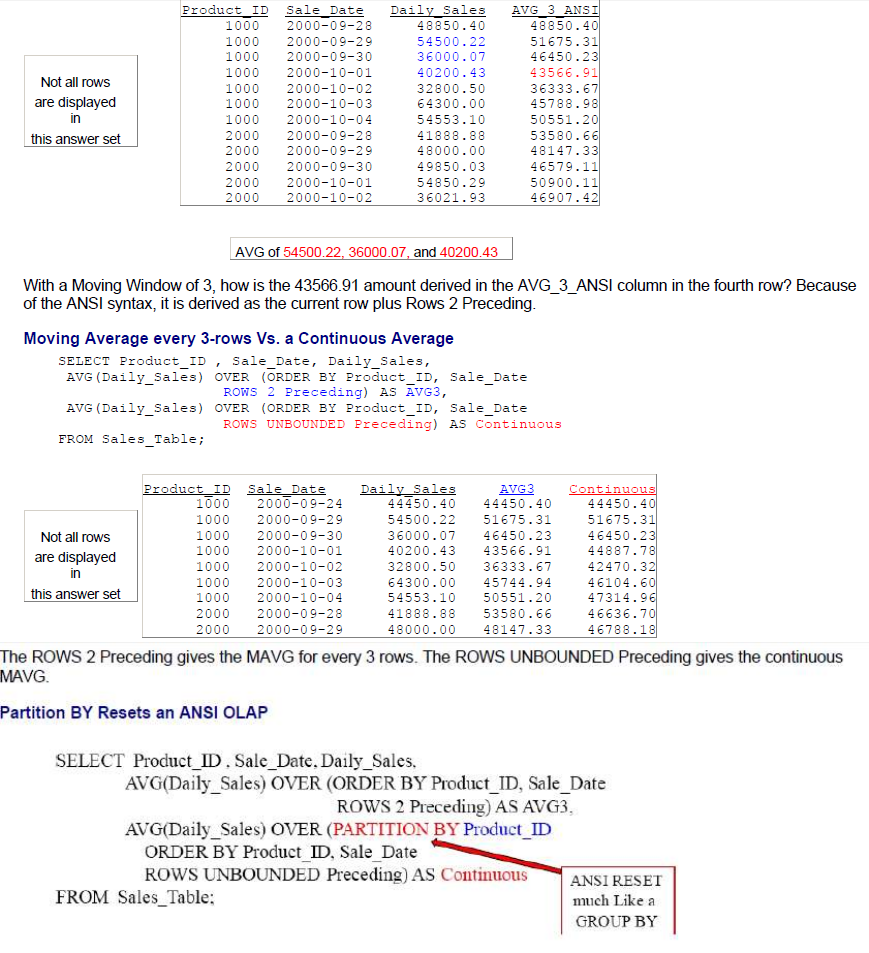 Product_ID Sale_Date Daily_Sales AVG_3_ANSI
1000 2000-09-28 48850.40 48850.40
1000 2000-09-29 54500.22 51675.31
1000 2000-09-30 36000.07 46450.23
1000 2000-10-01 40200.43 43566.91
1000 2000-10-02 32800.50 36333.67
1000 2000-10-03 64300.00 45788.98
1000 2000-10-04 54553.10 50551.20
2000 2000-09-28 41888.88 53580.66
2000 2000-09-29 48000.00 48147.33
2000 2000-09-30 49850.03 46579.11
2000 2000-10-01 54850.29 50900.11
2000 2000-10-02 36021.93 46907.42
Not all rows
are displayed
in
this answer set
AVG of 54500.22, 36000.07, and 40200.43
With a Moving Window of 3, how is the 43566.91 amount derived in the AVG_3_ANSI column in the fourth row? Because
of the ANSI syntax, it is derived as the current row plus Rows 2 Preceding.
Moving Average every 3-rows Vs. a Continuous Average
SELECT Product_ID , Sale_Date, Daily_Sales,
AVG(Daily_Sales) OVER (ORDER BY Product_ID, Sale_Date
ROWS 2 Preceding) AS AVG3,
AVG(Daily_Sales) OVER (ORDER BY Product_ID, Sale_Date
ROWS UNBOUNDED Preceding) AS Continuous
FROM Sales_Table;
Product_ID Sale_Date Daily_Sales AVG3 Continuous
1000 2000-09-24 44450.40 44450.40 44450.40
1000 2000-09-29 54500.22 51675.31 51675.31
1000 2000-09-30 36000.07 46450.23 46450.23
1000 2000-10-01 40200.43 43566.91 44887.78
1000 2000-10-02 32800.50 36333.67 42470.32
1000 2000-10-03 64300.00 45744.94 46104.60
1000 2000-10-04 54553.10 50551.20 47314.96
2000 2000-09-28 41888.88 53580.66 46636.70
2000 2000-09-29 48000.00 48147.33 46788.18
Not all rows
are displayed
in
this answer set
The ROWS 2 Preceding gives the MAVG for every 3 rows. The ROWS UNBOUNDED Preceding gives the continuous
MAVG.
Partition BY Resets an ANSI OLAP
SELECT Product_ID , Sale_Date, Daily_Sales,
AVG(Daily_Sales) OVER (ORDER BY Product_ID, Sale_Date
ROWS 2 Preceding) AS AVG3,
AVG(Daily_Sales) OVER (PARTITION BY Product_ID
ORDER BY Product_ID, Sale_Date
ROWS UNBOUNDED Preceding) AS Continuous
FROM Sales_Table;
ANSI RESET
much Like a
GROUP BY